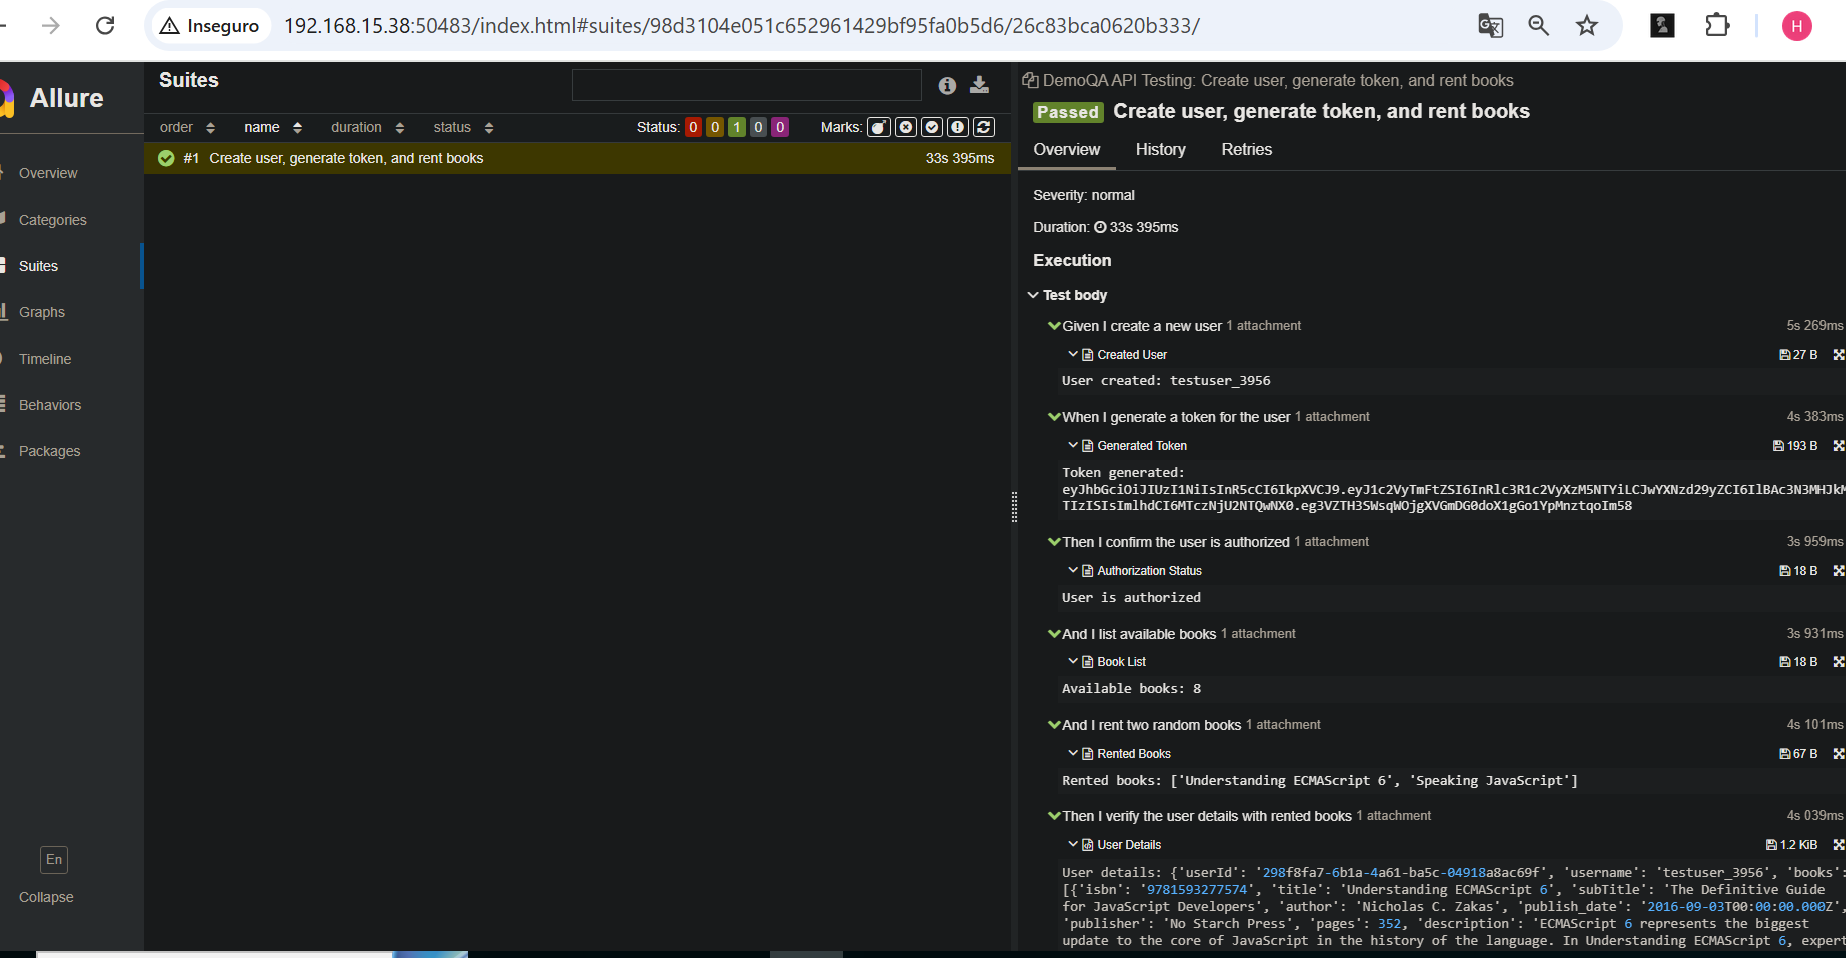 Inseguro
192.168.15.38:50483/index.html#suites/98d3104e051c652961429bf95fa0b5d6/26c83bca0620b333/
H
Allure
Overview
Categories
Suites
Graphs
Timeline
Behaviors
Packages
En
Collapse
Suites
order name duration status Status: 0 0 1 0 0 Marks:
#1 Create user, generate token, and rent books 33s 395ms
DemoQA API Testing: Create user, generate token, and rent books
Passed Create user, generate token, and rent books
Overview History Retries
Severity: normal
Duration: 33s 395ms
Execution
Test body
Given I create a new user 1 attachment 5s 269ms
Created User 27 B
User created: testuser_3956
When I generate a token for the user 1 attachment 4s 383ms
Generated Token 193 B
Token generated:
eyJhbGciOiJIUzI1NiIsInR5cCI6IkpXVCJ9.eyJ1c2VyTmFtZSI6InRlc3R1c2VyXzM5NTYiLCJwYXNzd29yZCI6IlBAc3N3MHJkM
TIzISIsImlhdCI6MTczNjU2NTQwNX0.eg3VZTH3SWsqWOjgXVGmDG0doX1gGo1YpMnztqoIm58
Then I confirm the user is authorized 1 attachment 3s 959ms
Authorization Status 18 B
User is authorized
And I list available books 1 attachment 3s 931ms
Book List 18 B
Available books: 8
And I rent two random books 1 attachment 4s 101ms
Rented Books 67 B
Rented books: ['Understanding ECMAScript 6', 'Speaking JavaScript']
Then I verify the user details with rented books 1 attachment 4s 039ms
User Details 1.2 KiB
User details: {'userId': '298f8fa7-6b1a-4a61-ba5c-04918a8ac69f', 'username': 'testuser_3956', 'books':
[{'isbn': '9781593277574', 'title': 'Understanding ECMAScript 6', 'subTitle': 'The Definitive Guide
for JavaScript Developers', 'author': 'Nicholas C. Zakas', 'publish_date': '2016-09-03T00:00:00.000Z',
'publisher': 'No Starch Press', 'pages': 352, 'description': 'ECMAScript 6 represents the biggest
update to the core of JavaScript in the history of the language. In Understanding ECMAScript 6, expert